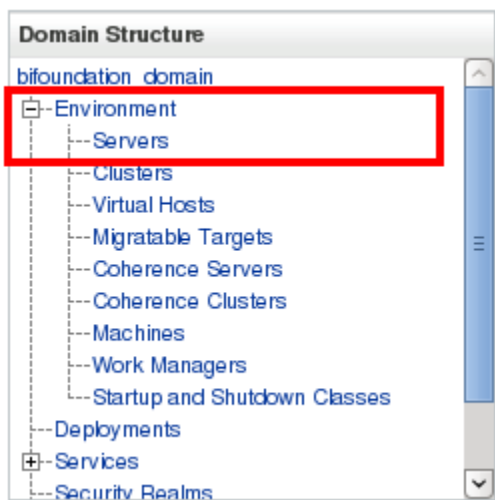 Domain Structure
bifoundation_domain
Environment
Servers
Clusters
Virtual Hosts
Migratable Targets
Coherence Servers
Coherence Clusters
Machines
Work Managers
Startup and Shutdown Classes
Deployments
Services
Security Realms